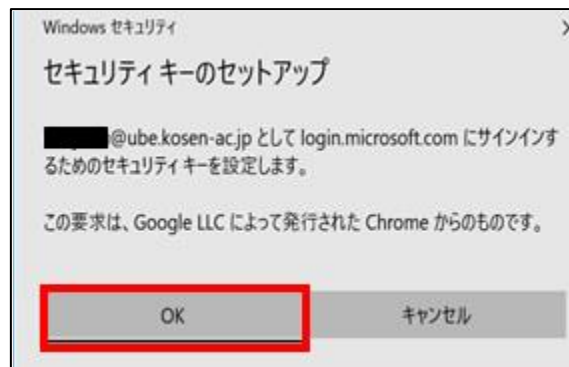 Windows セキュリティ
セキュリティ キーのセットアップ
@ube.kosen-ac.jp として login.microsoft.com にサインインす
るためのセキュリティ キーを設定します。
この要求は、Google LLC によって発行された Chrome からのものです。
OK
キャンセル